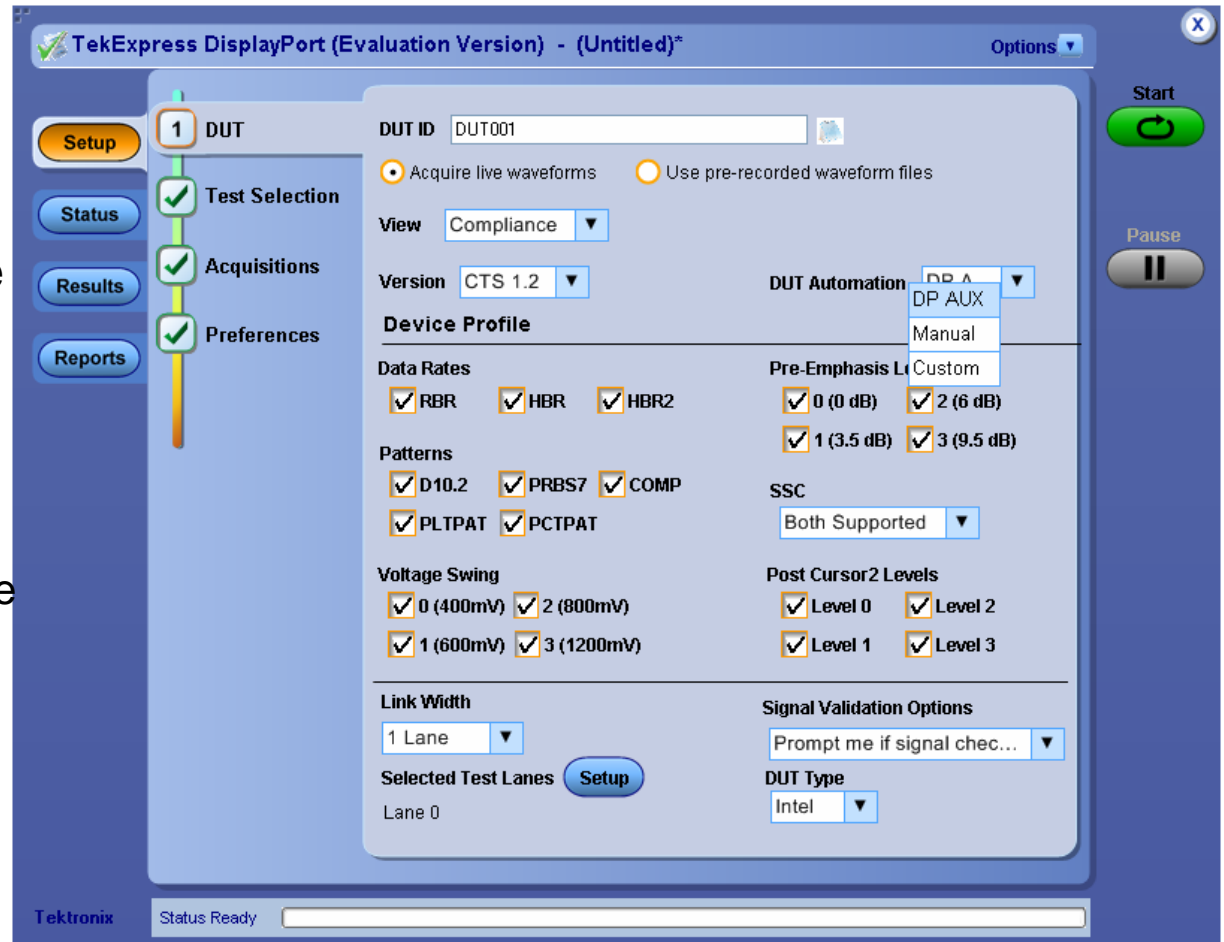 TekExpress DisplayPort (Evaluation Version) - (Untitled)*
Options
X
Start
Pause
Setup
Status
Results
Reports
1 DUT
Test Selection
Acquisitions
Preferences
DUT ID DUT001
Acquire live waveforms Use pre-recorded waveform files
View Compliance
Version CTS 1.2 DUT Automation DP A...
DP AUX
Manual
Custom
Device Profile
Data Rates
RBR HBR HBR2
Pre-Emphasis Le
0 (0 dB) 2 (6 dB)
1 (3.5 dB) 3 (9.5 dB)
Patterns
D10.2 PRBS7 COMP
PLTPAT PCTPAT
SSC
Both Supported
Voltage Swing
0 (400mV) 2 (800mV)
1 (600mV) 3 (1200mV)
Post Cursor2 Levels
Level 0 Level 2
Level 1 Level 3
Link Width
1 Lane
Signal Validation Options
Prompt me if signal chec...
Selected Test Lanes Setup
Lane 0
DUT Type
Intel
Tektronix
Status Ready
e
e